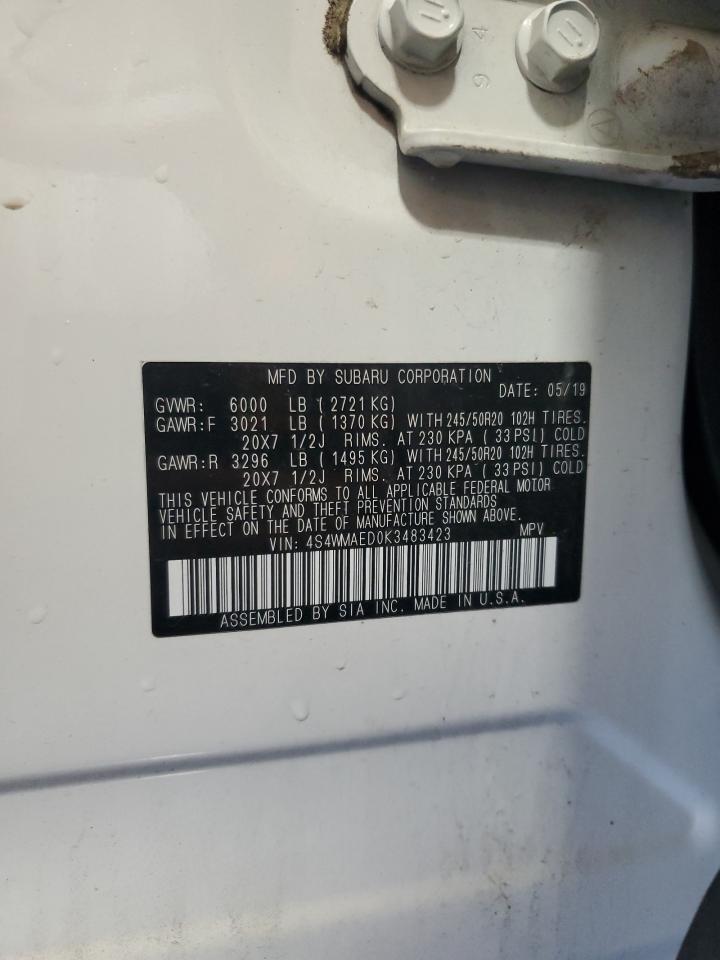 94
MFD BY SUBARU CORPORATION
DATE: 05/19
GVWR: 6000 LB ( 2721 KG)
GAWR:F 3021 LB ( 1370 KG) WITH 245/50R20 102H TIRES.
20X7 1/2J RIMS. AT 230 KPA ( 33 PSI) COLD
GAWR:R 3296 LB ( 1495 KG) WITH 245/50R20 102H TIRES.
20X7 1/2J RIMS. AT 230 KPA ( 33 PSI) COLD
THIS VEHICLE CONFORMS TO ALL APPLICABLE FEDERAL MOTOR
VEHICLE SAFETY AND THEFT PREVENTION STANDARDS
IN EFFECT ON THE DATE OF MANUFACTURE SHOWN ABOVE.
VIN: 4S4WMAED0K3483423 MPV
ASSEMBLED BY SIA INC. MADE IN U.S.A.